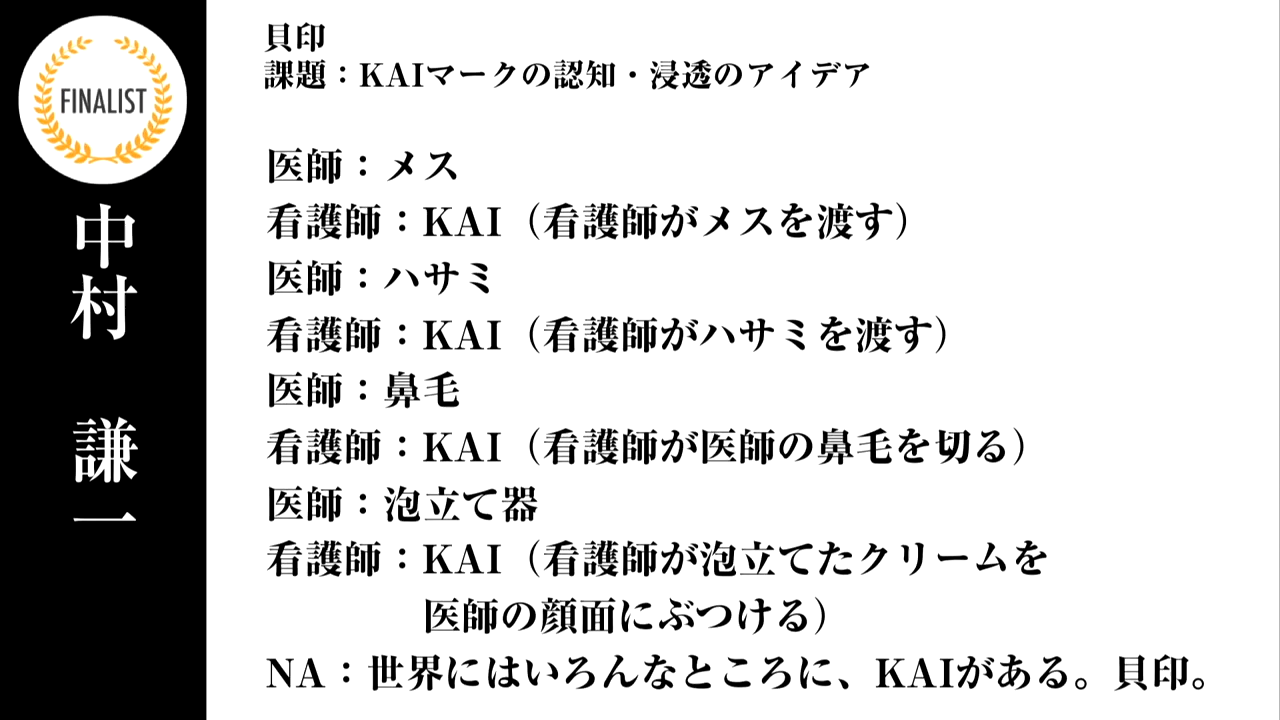 FINALIST
中村 謙一
貝印
課題：KAIマークの認知・浸透のアイデア
医師：メス
看護師：KAI（看護師がメスを渡す）
医師：ハサミ
看護師：KAI（看護師がハサミを渡す）
医師：鼻毛
看護師：KAI（看護師が医師の鼻毛を切る）
医師：泡立て器
看護師：KAI（看護師が泡立てたクリームを
医師の顔面にぶつける）
NA：世界にはいろんなところに、KAIがある。貝印。